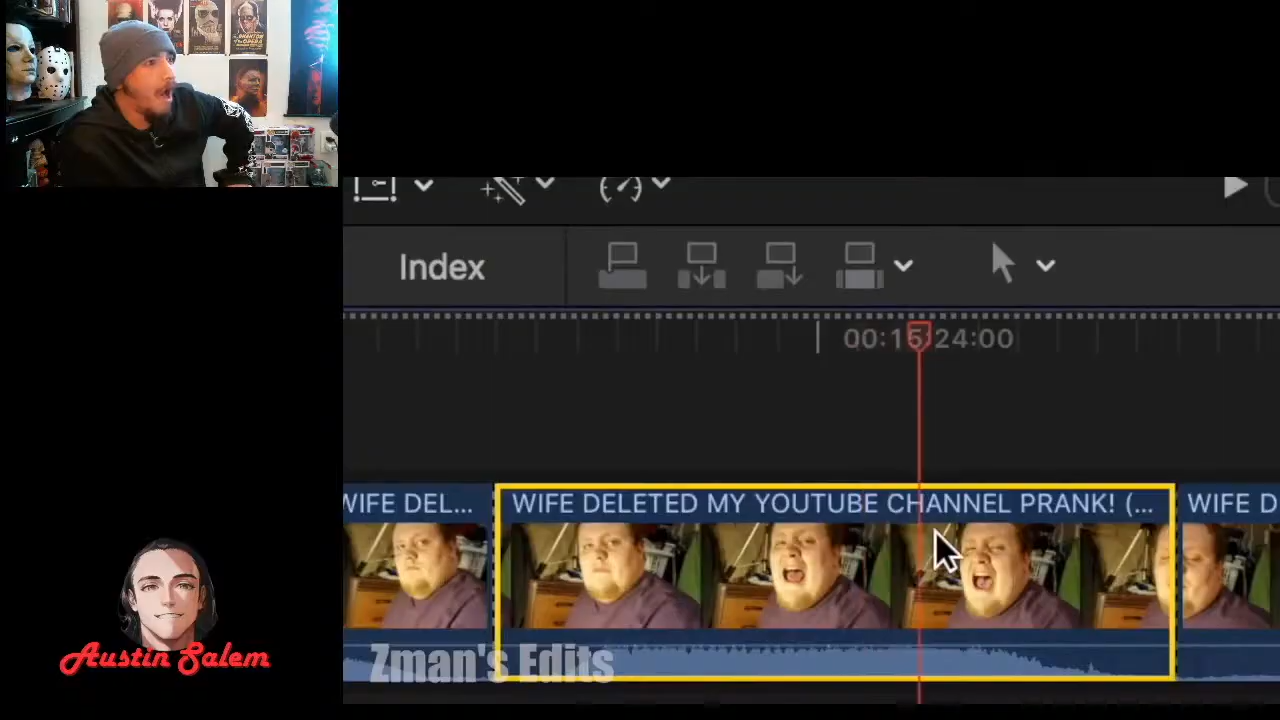 Index
00:15:24:00
WIFE DEL...
WIFE DELETED MY YOUTUBE CHANNEL PRANK! (...
WIFE D
Zman's Edits
Austin Salem